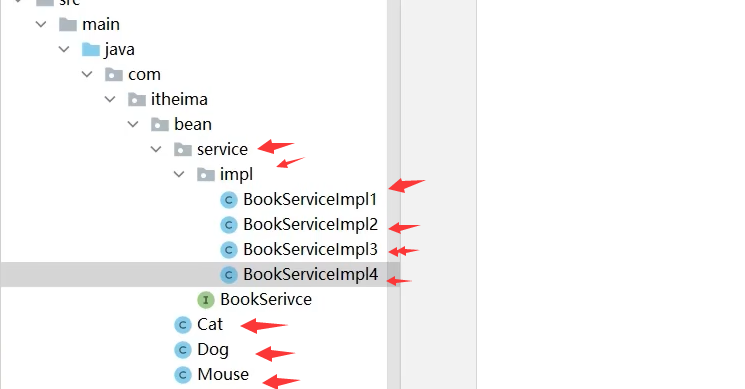 src
main
java
com
itheima
bean
service
impl
C BookServiceImpl1
C BookServiceImpl2
C BookServiceImpl3
C BookServiceImpl4
I BookSerivce
C Cat
C Dog
C Mouse